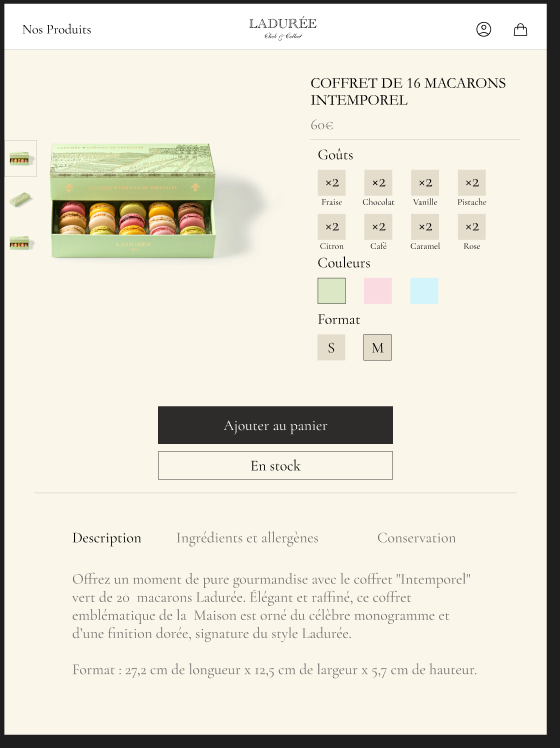 Nos Produits
LADURÉE
Click & Collect
COFFRET DE 16 MACARONS
INTEMPOREL
60€
Goûts
×2 ×2 ×2 ×2
Fraise Chocolat Vanille Pistache
×2 ×2 ×2 ×2
Citron Café Caramel Rose
Couleurs
Format
S M
LADURÉE
Ajouter au panier
En stock
Description Ingrédients et allergènes Conservation
Offrez un moment de pure gourmandise avec le coffret "Intemporel"
vert de 20 macarons Ladurée. Élégant et raffiné, ce coffret
emblématique de la Maison est orné du célèbre monogramme et
d'une finition dorée, signature du style Ladurée.
Format : 27,2 cm de longueur x 12,5 cm de largeur x 5,7 cm de hauteur.